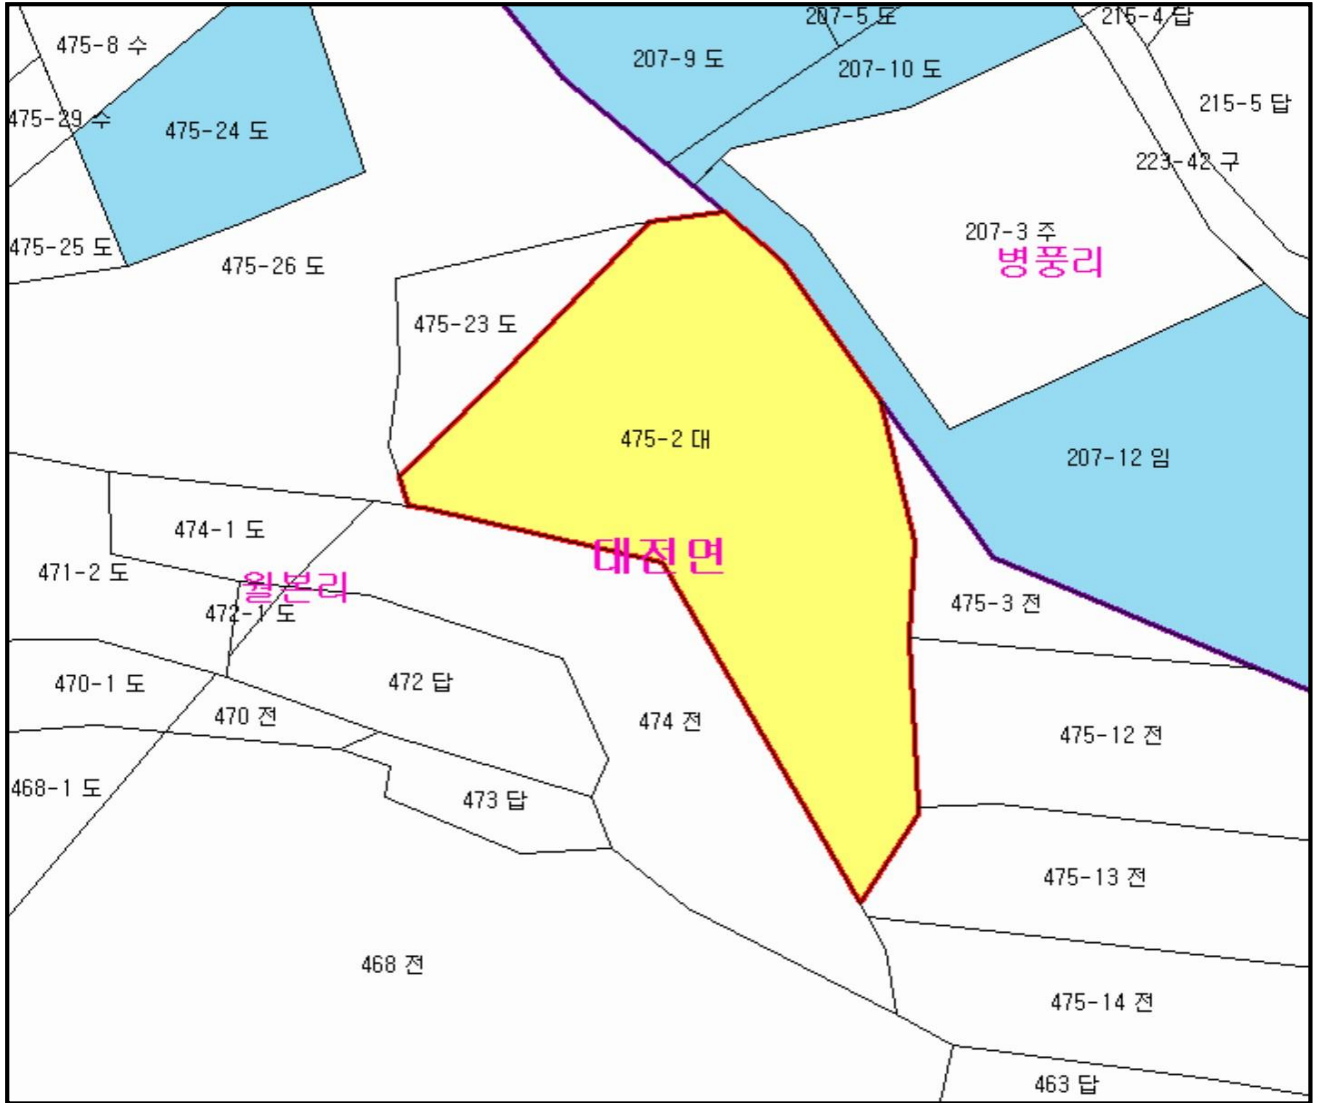 207-5 도
215-4 답
475-8 수
207-9 도
207-10 도
215-5 답
475-29 수
475-24 도
223-42 구
207-3 주
475-25 도
475-26 도
병풍리
475-23 도
475-2 대
207-12 임
474-1 도
대전면
471-2 도
월본리
472-1 도
475-3 전
470-1 도
472 답
470 전
474 전
475-12 전
468-1 도
473 답
475-13 전
468 전
475-14 전
463 답